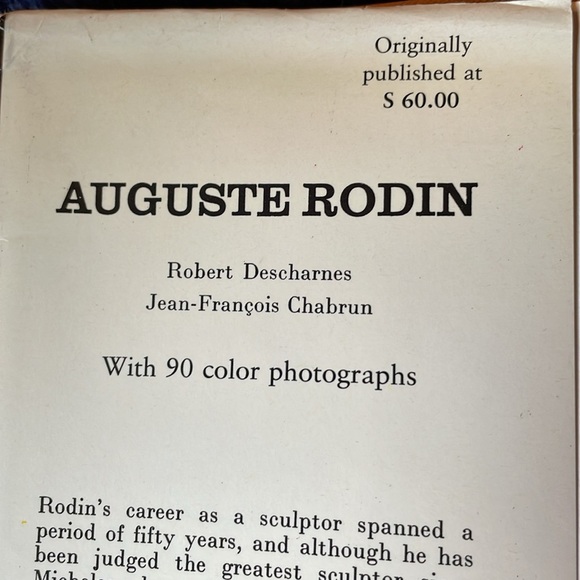 Originally
published at
S 60.00
AUGUSTE RODIN
Robert Descharnes
Jean-François Chabrun
With 90 color photographs
Rodin's career as a sculptor spanned a
period of fifty years, and although he has
been judged the greatest sculptor